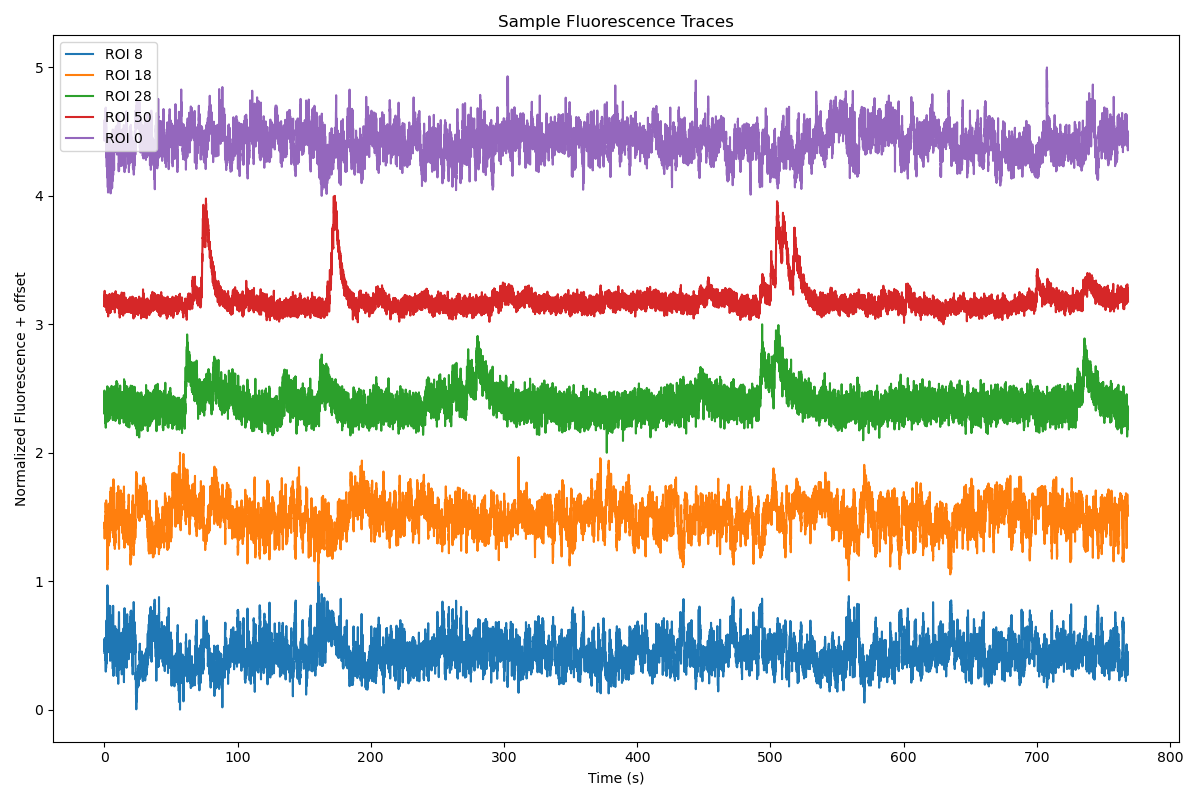 Sample Fluorescence Traces
ROI 8
ROI 18
ROI 28
ROI 50
ROI 0
Normalized Fluorescence + offset
5
4
3
2
1
0
0 100 200 300 400 500 600 700 800
Time (s)